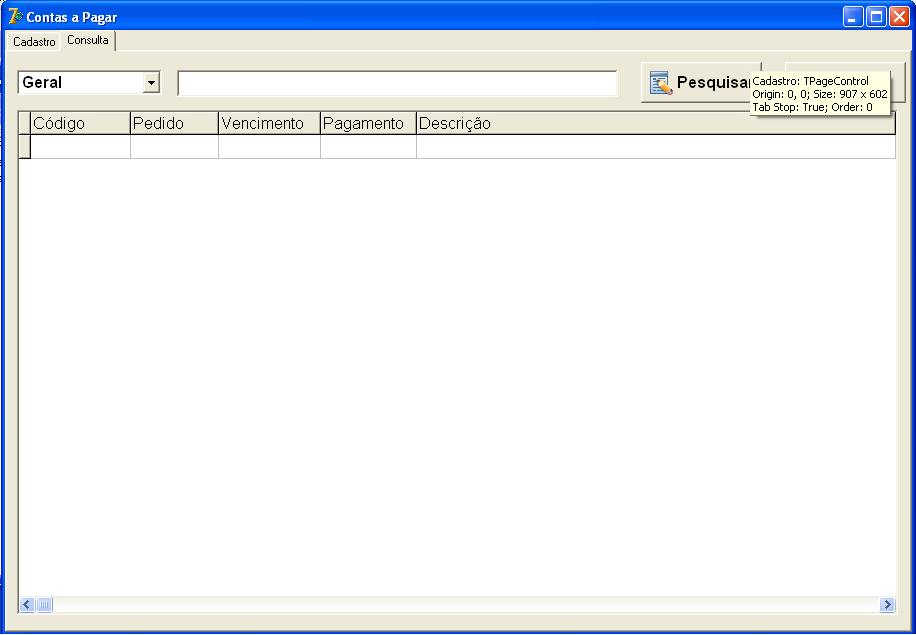 Contas a Pagar
Cadastro Consulta
Geral Pesquisar
Cadastro: TPageControl
Origin: 0, 0; Size: 907 x 602
Tab Stop: True; Order: 0
Código Pedido Vencimento Pagamento Descrição